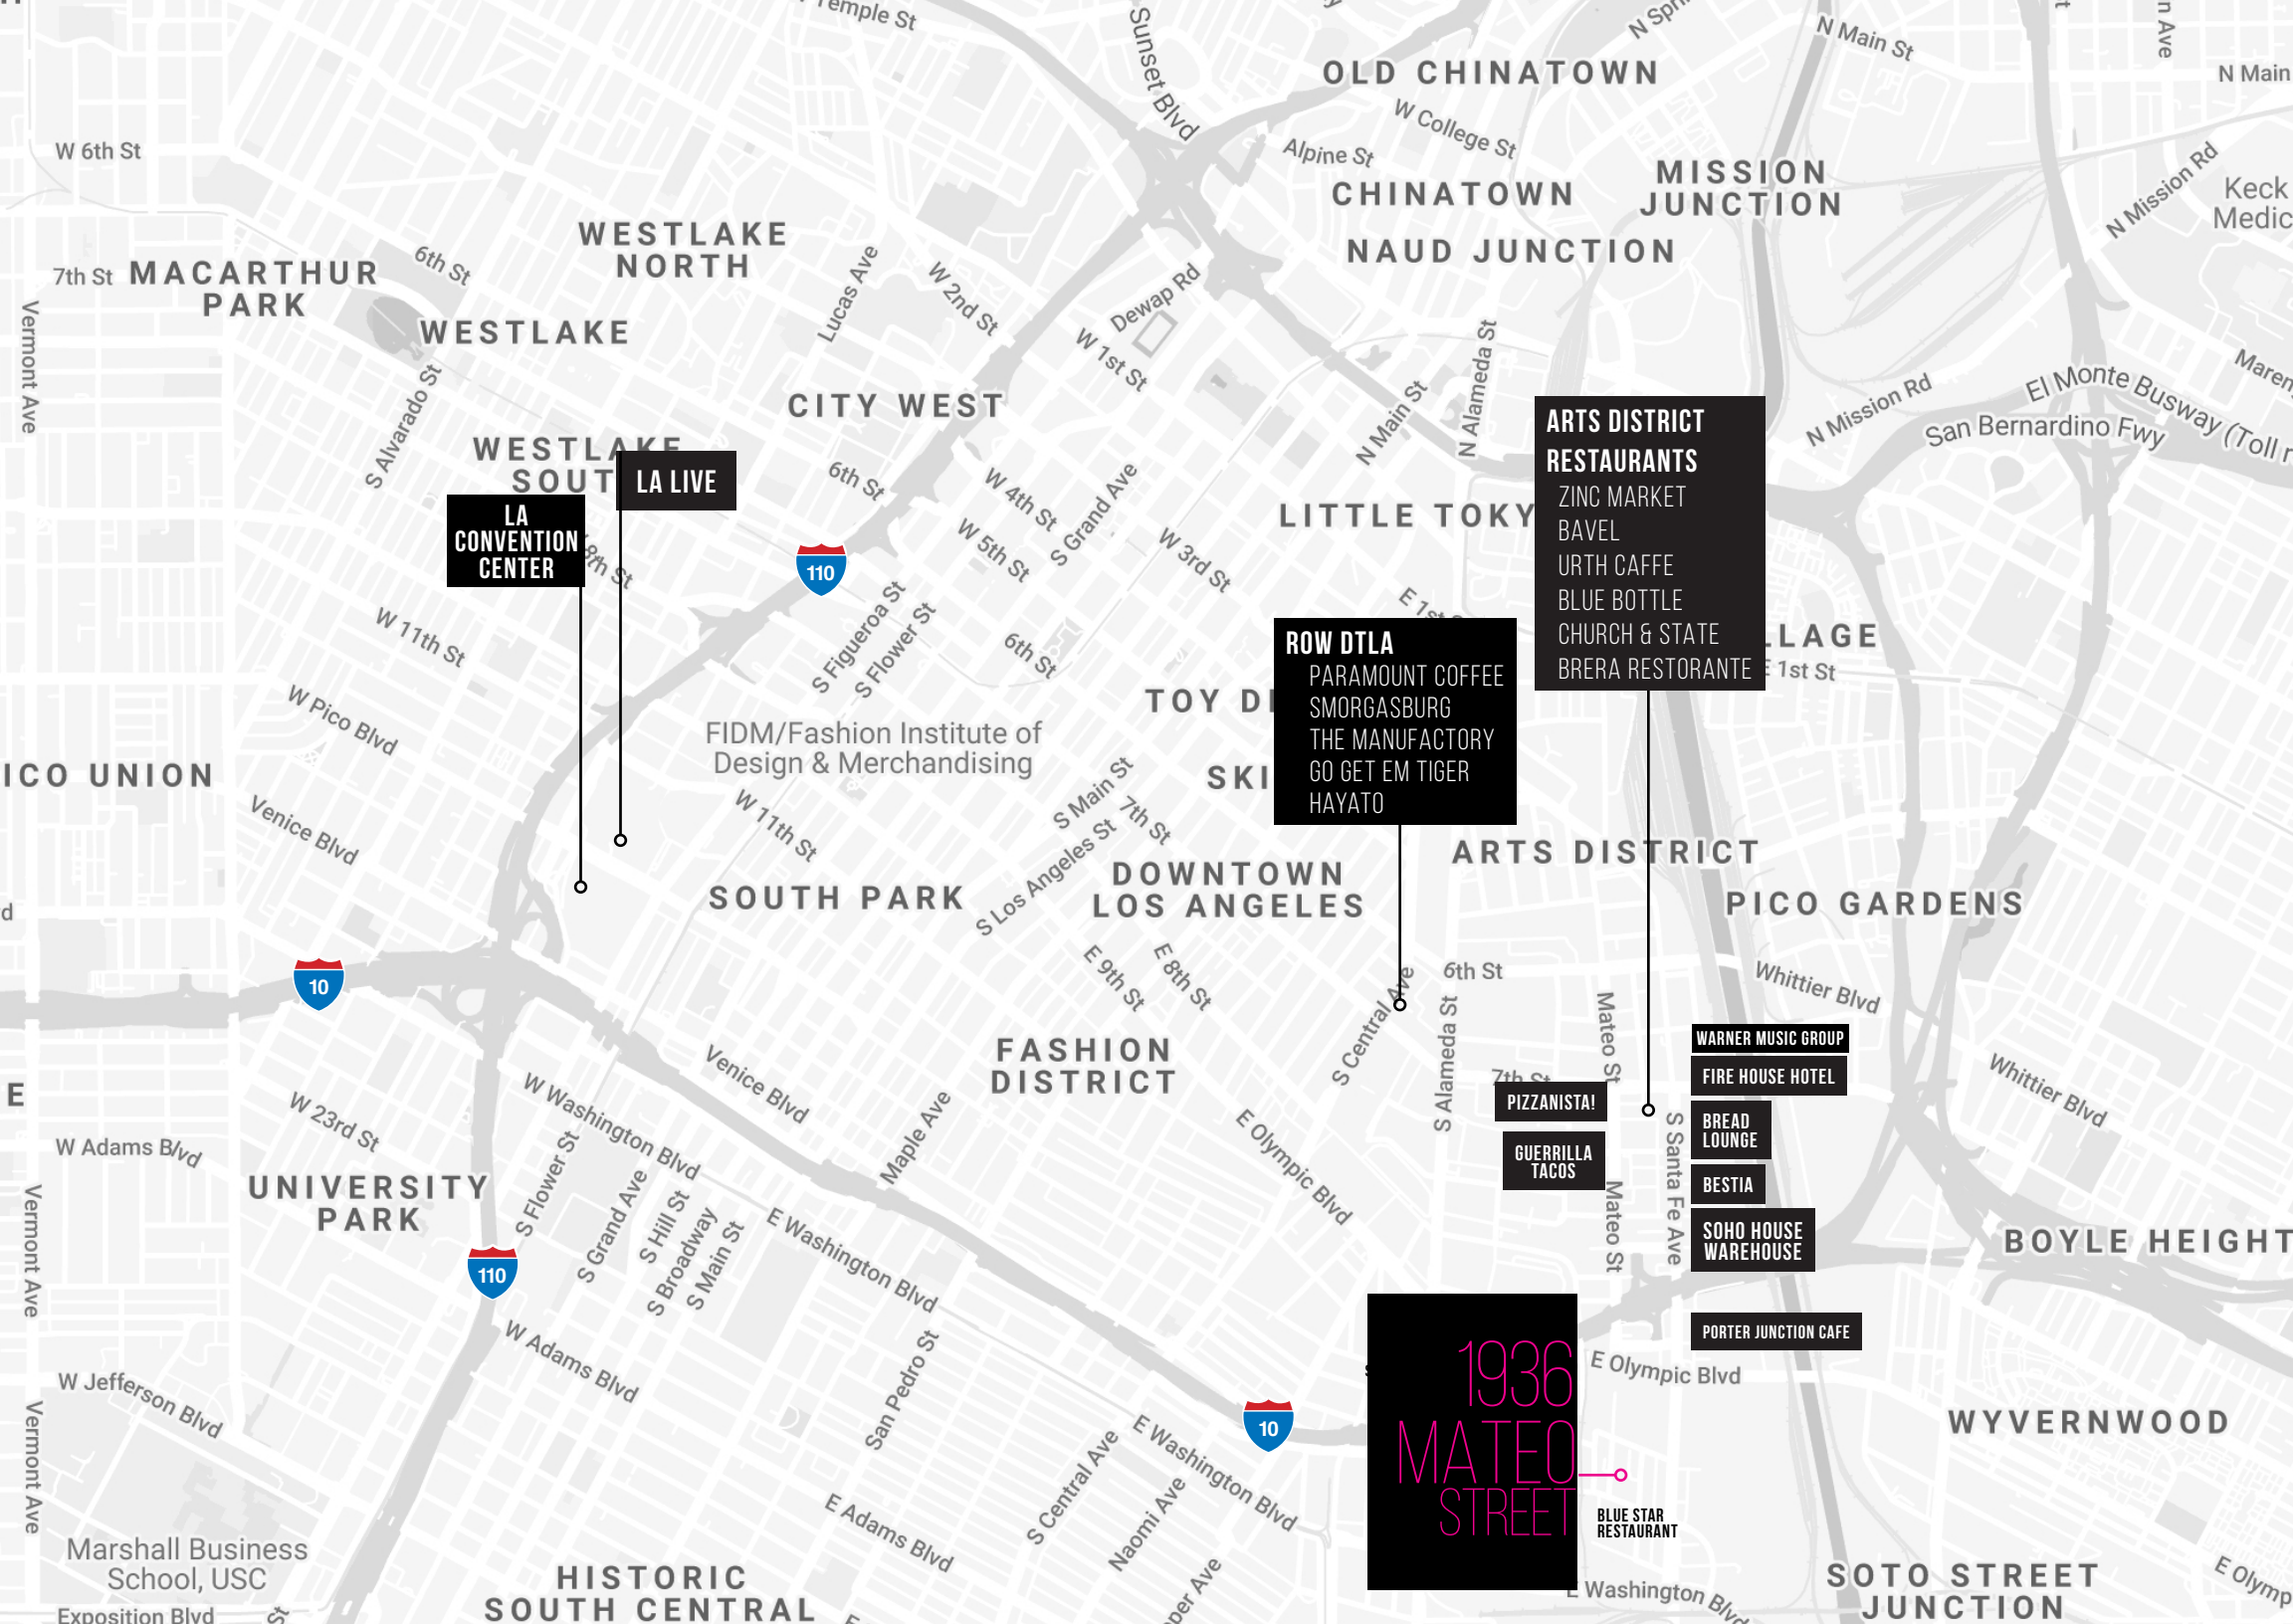 Temple St
Sunset Blvd
N Main St
OLD CHINATOWN
N Main
W College St
Alpine St
W 6th St
MISSION
JUNCTION
CHINATOWN
N Mission Rd
Keck
Medic
WESTLAKE
NORTH
NAUD JUNCTION
7th St
MACARTHUR
PARK
6th St
Lucas Ave
W 2nd St
Dewap Rd
WESTLAKE
W 1st St
N Alameda St
Vermont Ave
S Alvarado St
CITY WEST
N Main St
N Mission Rd
El Monte Busway (Toll r
San Bernardino Fwy
ARTS DISTRICT
RESTAURANTS
ZINC MARKET
BAVEL
URTH CAFFE
BLUE BOTTLE
CHURCH & STATE
BRERA RESTORANTE
WESTLAKE
SOUT
LA LIVE
LA
CONVENTION
CENTER
8th St
6th St
W 4th St
S Grand Ave
W 5th St
W 3rd St
LITTLE TOKY
110
S Figueroa St
S Flower St
6th St
E 1st
W 11th St
LLAGE
E 1st St
ROW DTLA
PARAMOUNT COFFEE
SMORGASBURG
THE MANUFACTORY
GO GET EM TIGER
HAYATO
TOY DI
SKI
W Pico Blvd
FIDM/Fashion Institute of
Design & Merchandising
ICO UNION
Venice Blvd
W 11th St
S Main St
7th St
S Los Angeles St
ARTS DISTRICT
SOUTH PARK
DOWNTOWN
LOS ANGELES
PICO GARDENS
10
E 9th St
E 8th St
6th St
Whittier Blvd
S Central Ave
S Alameda St
Mateo St
FASHION
DISTRICT
WARNER MUSIC GROUP
FIRE HOUSE HOTEL
7th St
PIZZANISTA!
BREAD
LOUNGE
GUERRILLA
TACOS
BESTIA
SOHO HOUSE
WAREHOUSE
S Santa Fe Ave
Mateo St
Whittier Blvd
Venice Blvd
W Washington Blvd
W 23rd St
W Adams Blvd
Maple Ave
E Olympic Blvd
UNIVERSITY
PARK
S Flower St
S Grand Ave
S Hill St
S Broadway
S Main St
E Washington Blvd
Vermont Ave
110
BOYLE HEIGHT
PORTER JUNCTION CAFE
W Adams Blvd
San Pedro St
E Olympic Blvd
1936
MATEO
STREET
W Jefferson Blvd
10
WYVERNWOOD
Vermont Ave
E Washington Blvd
S Central Ave
Naomi Ave
E Adams Blvd
BLUE STAR
RESTAURANT
Marshall Business
School, USC
HISTORIC
SOUTH CENTRAL
E Washington Blvd
SOTO STREET
JUNCTION
E Olymp
Exposition Blvd